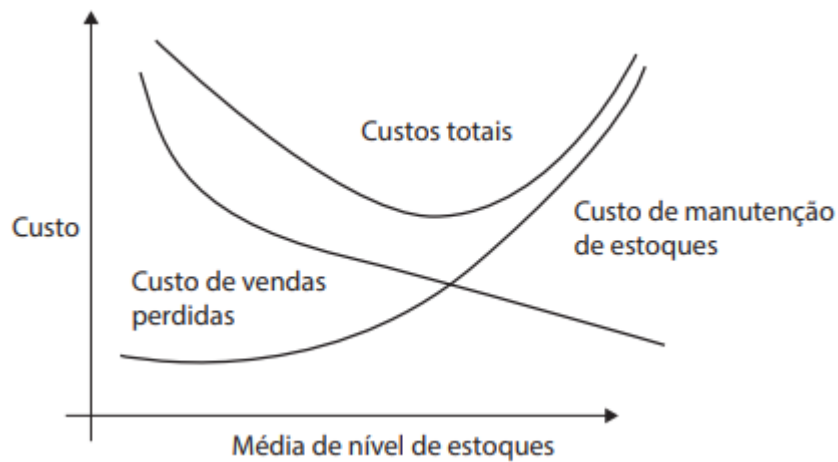 Custos totais
Custo
Custo de manutenção
de estoques
Custo de vendas
perdidas
Média de nível de estoques